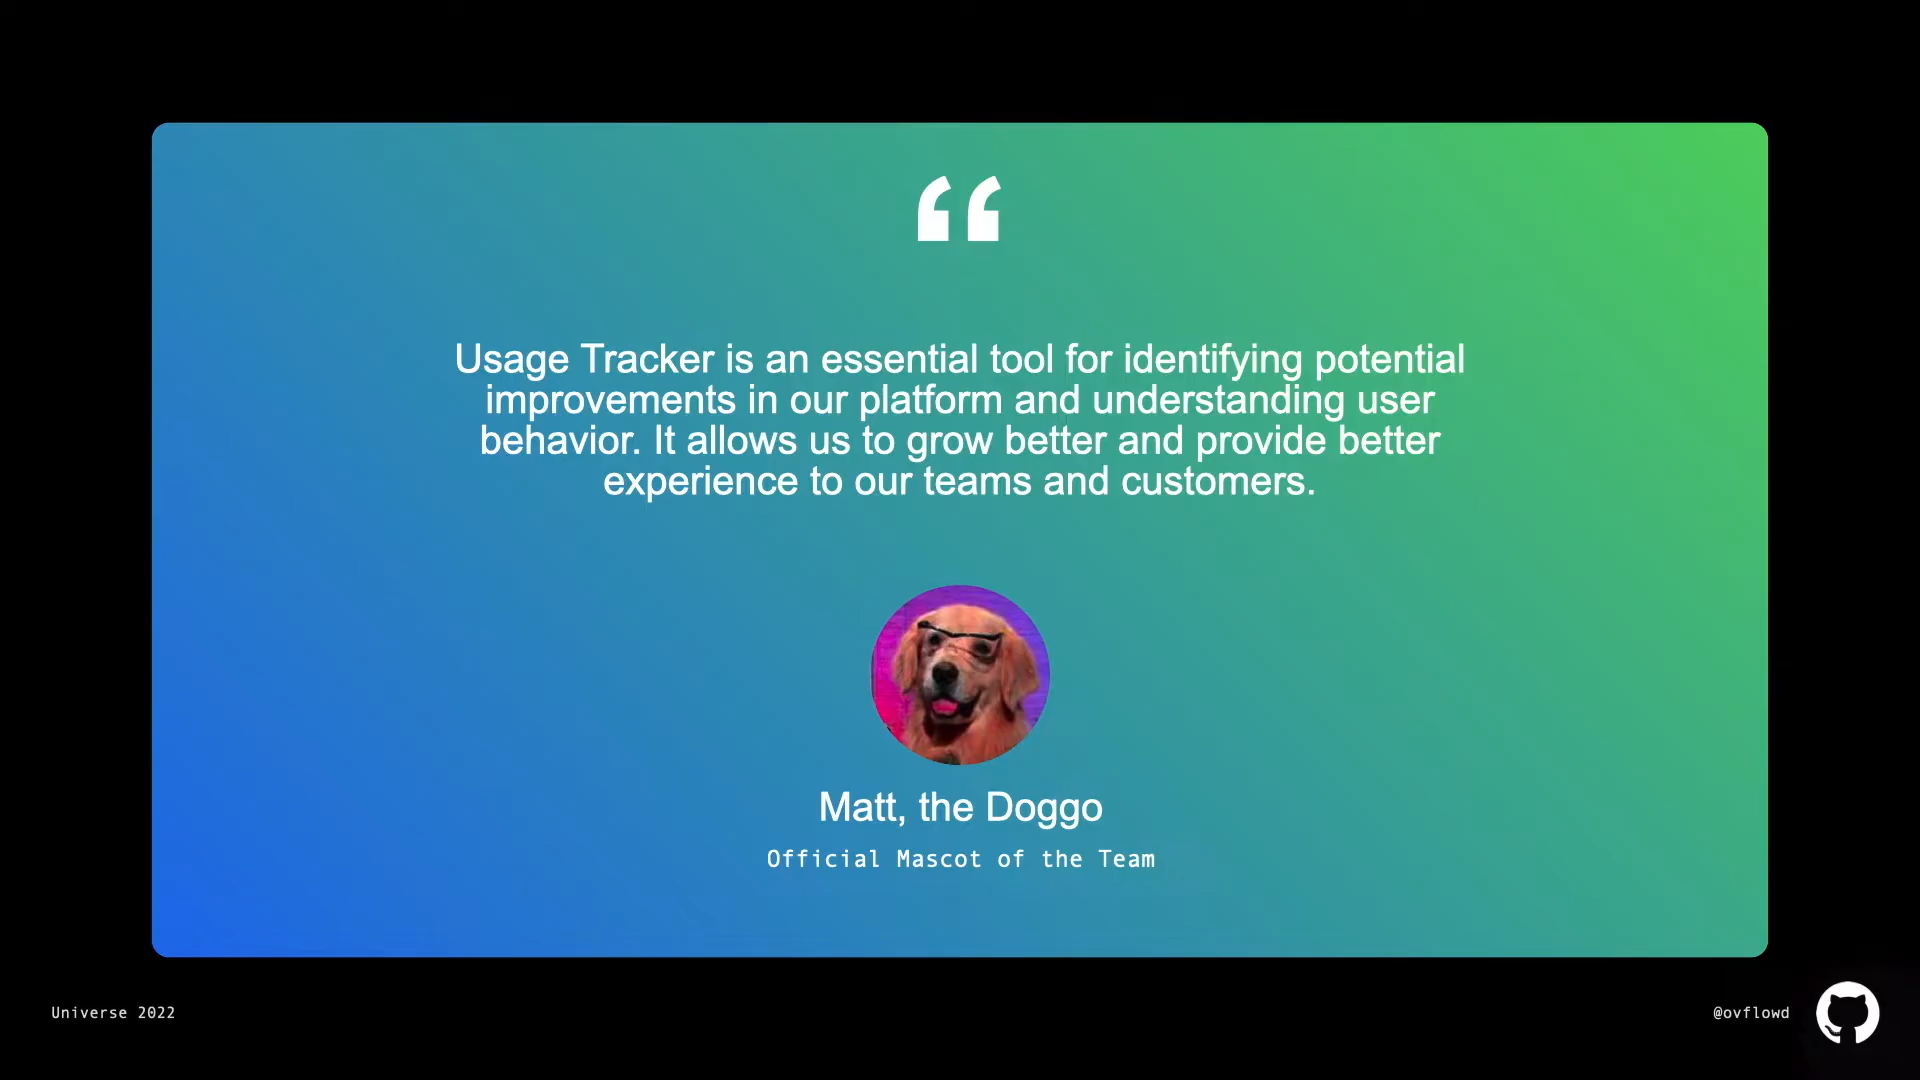 “
Usage Tracker is an essential tool for identifying potential
improvements in our platform and understanding user
behavior. It allows us to grow better and provide better
experience to our teams and customers.
Matt, the Doggo
Official Mascot of the Team
Universe 2022
@ovflowd